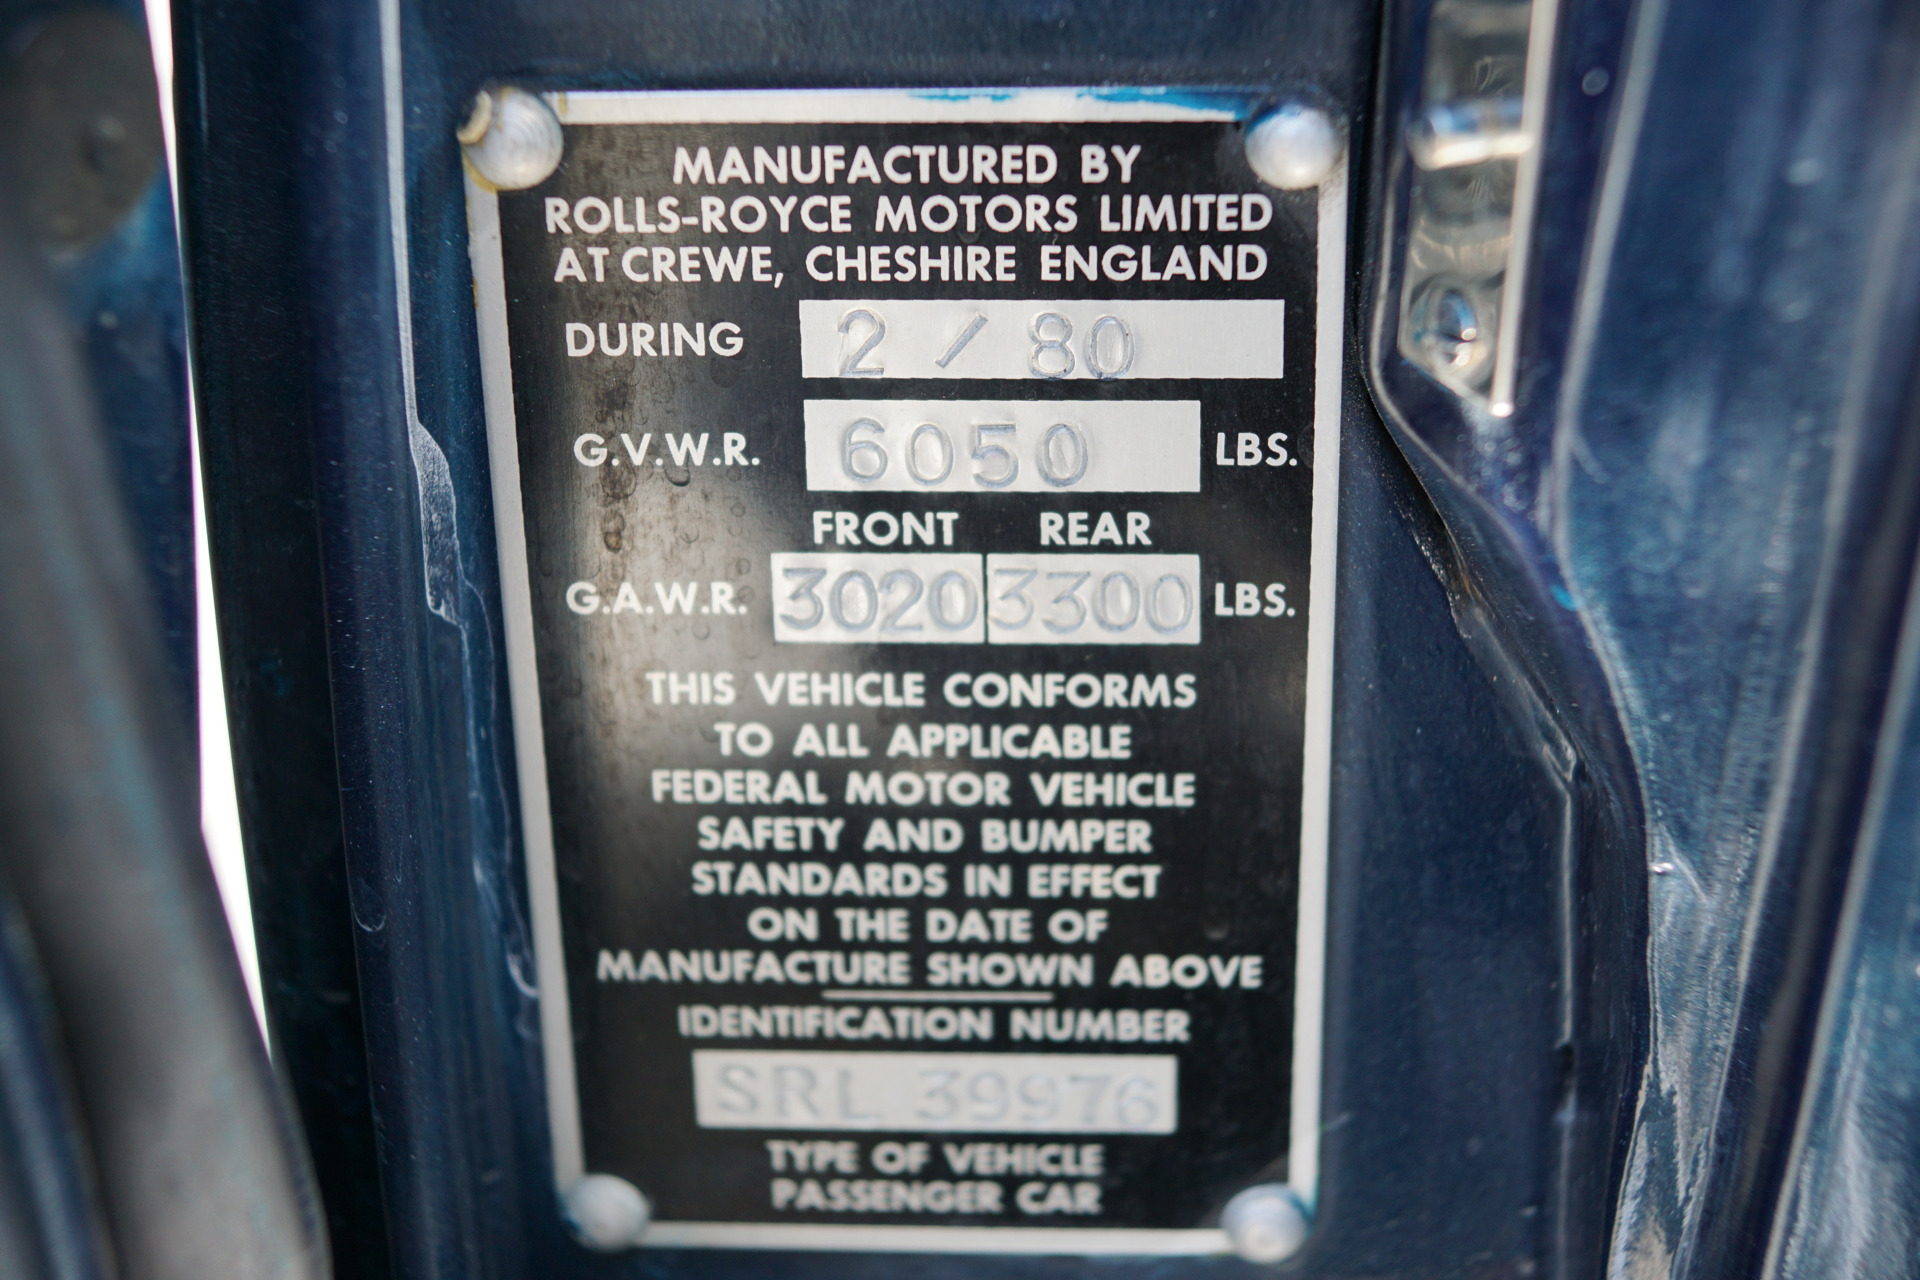 MANUFACTURED BY
ROLLS-ROYCE MOTORS LIMITED
AT CREWE, CHESHIRE ENGLAND
DURING 2 / 80
G.V.W.R. 6050 LBS.
FRONT REAR
G.A.W.R. 3020 3300 LBS.
THIS VEHICLE CONFORMS
TO ALL APPLICABLE
FEDERAL MOTOR VEHICLE
SAFETY AND BUMPER
STANDARDS IN EFFECT
ON THE DATE OF
MANUFACTURE SHOWN ABOVE
IDENTIFICATION NUMBER
SRL 39976
TYPE OF VEHICLE
PASSENGER CAR